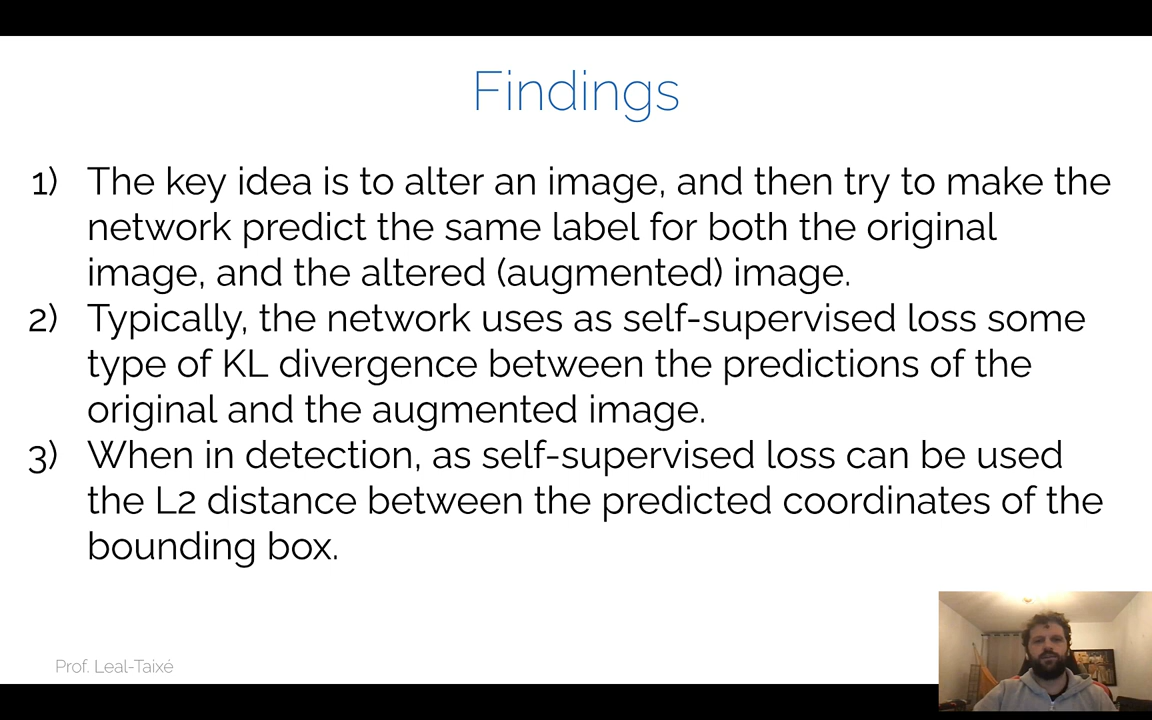 Findings
1) The key idea is to alter an image, and then try to make the
network predict the same label for both the original
image, and the altered (augmented) image.
2) Typically, the network uses as self-supervised loss some
type of KL divergence between the predictions of the
original and the augmented image.
3) When in detection, as self-supervised loss can be used
the L2 distance between the predicted coordinates of the
bounding box.
Prof. Leal-Taixé